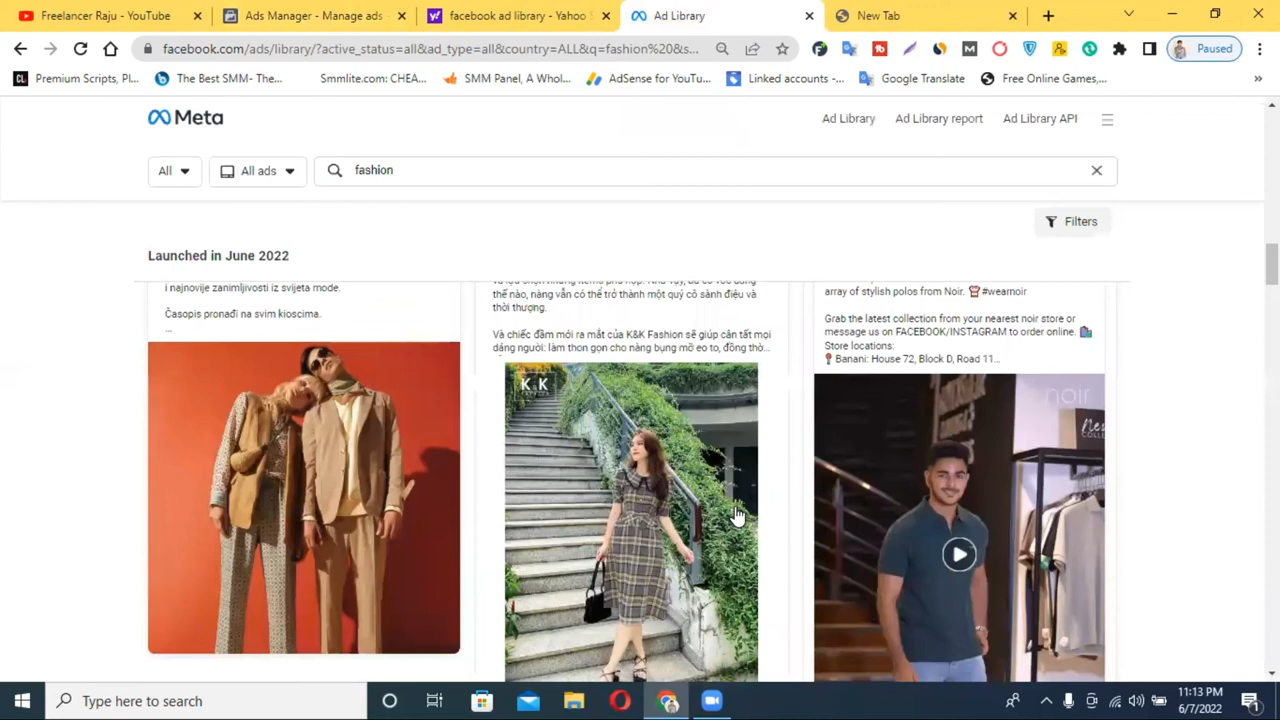 Freelancer Raju - YouTube
Ads Manager - Manage ads -
facebook ad library - Yahoo S
Ad Library
New Tab
facebook.com/ads/library/?active_status=all&ad_type=all&country=ALL&q=fashion%20&s...
Paused
CL Premium Scripts, Pl...
The Best SMM- The...
Smmlite.com: CHEA...
SMM Panel, A Whol...
AdSense for YouTu...
Linked accounts -...
Google Translate
Free Online Games,...
Meta
Ad Library
Ad Library report
Ad Library API
All
All ads
fashion
Filters
Launched in June 2022
i najnovije zanimljivosti iz svijeta mode.
Časopis pronađi na svim kioscima.
...
thế nào, nàng vẫn có thể trở thành một quý cô sành điệu và
thời thượng.
Và chiếc đầm mới ra mắt của K&K Fashion sẽ giúp cân tất mọi
dáng người: làm thon gọn cho nàng bụng mỡ eo to, đồng thờ...
K&K
FASHION
array of stylish polos from Noir. #wearnoir
Grab the latest collection from your nearest noir store or
message us on FACEBOOK/INSTAGRAM to order online.
Store locations:
Banani: House 72, Block D, Road 11...
noir
New
Type here to search
11:13 PM
6/7/2022
1